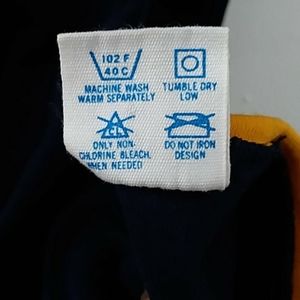 102 F
40 C
MACHINE WASH
WARM SEPARATELY
TUMBLE DRY
LOW
CL
ONLY NON-
CHLORINE BLEACH
WHEN NEEDED
DO NOT IRON
DESIGN